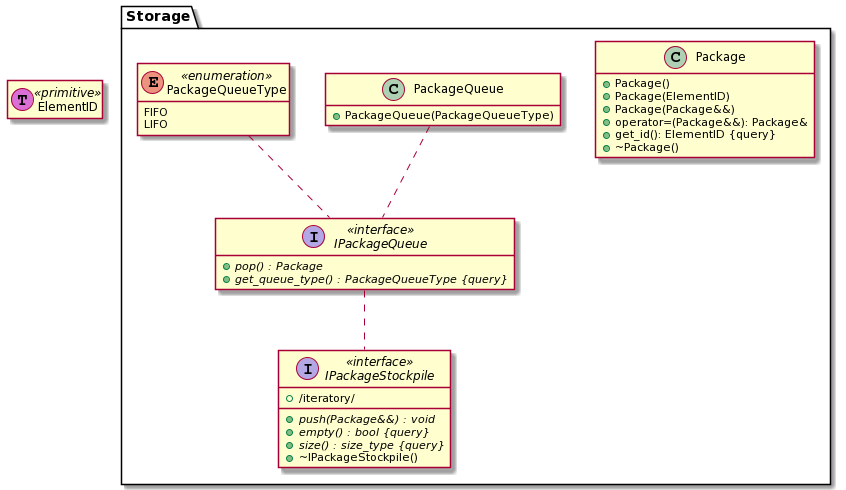 Storage
T
«primitive»
ElementID
E
«enumeration»
PackageQueueType
FIFO
LIFO
C
PackageQueue
PackageQueue(PackageQueueType)
C
Package
Package()
Package(ElementID)
Package(Package&&)
operator=(Package&&): Package&
get_id(): ElementID {query}
~Package()
I
«interface»
IPackageQueue
pop() : Package
get_queue_type() : PackageQueueType {query}
I
«interface»
IPackageStockpile
/iteratory/
push(Package&&) : void
empty() : bool {query}
size() : size_type {query}
~IPackageStockpile()